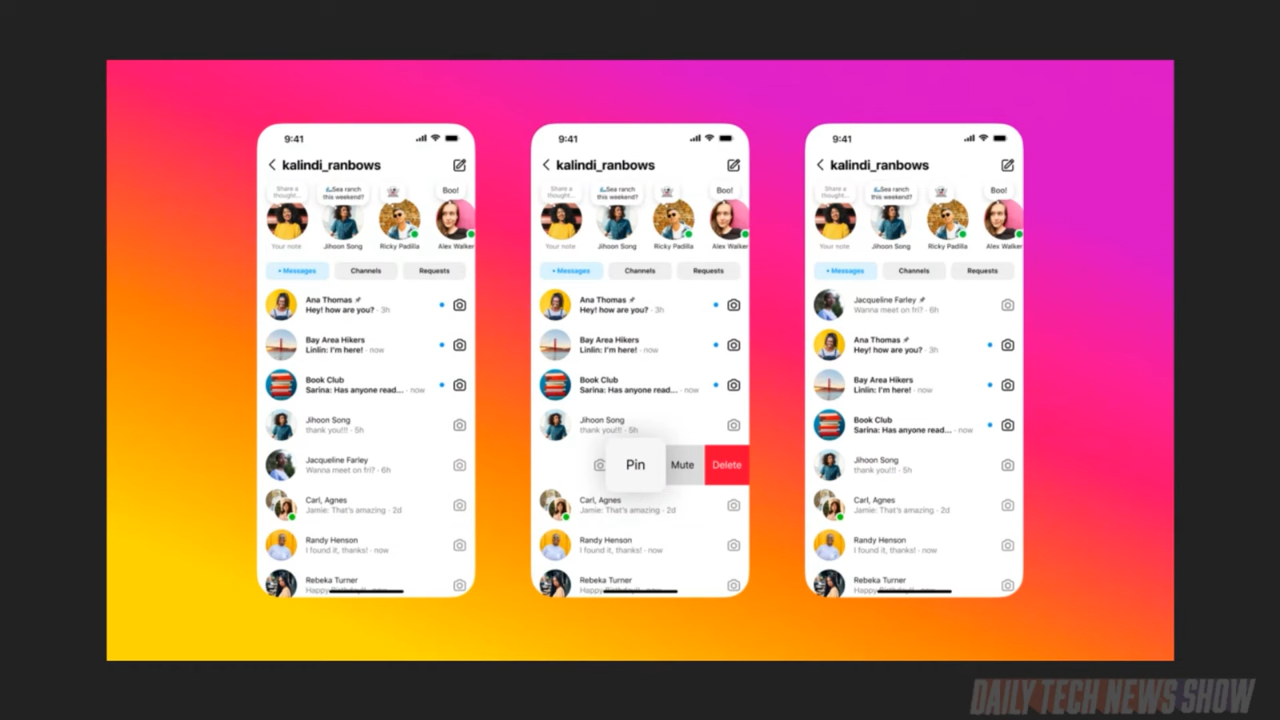 9:41
kalindi_ranbows
Share a
thought...
🌊Sea ranch
this weekend?
Boo!
Your note
Jihoon Song
Ricky Padilla
Alex Walker
• Messages
Channels
Requests
Ana Thomas
Hey! how are you? · 3h
Bay Area Hikers
Linlin: I'm here! · now
Book Club
Sarina: Has anyone read... · now
Jihoon Song
thank you!!! · 5h
Jacqueline Farley
Wanna meet on fri? · 6h
Carl, Agnes
Jamie: That's amazing · 2d
Randy Henson
I found it, thanks! · now
Rebeka Turner
9:41
kalindi_ranbows
Share a
thought...
🌊Sea ranch
this weekend?
Boo!
Your note
Jihoon Song
Ricky Padilla
Alex Walker
• Messages
Channels
Requests
Ana Thomas
Hey! how are you? · 3h
Bay Area Hikers
Linlin: I'm here! · now
Book Club
Sarina: Has anyone read... · now
Jihoon Song
thank you!!! · 5h
Pin
Mute
Delete
Carl, Agnes
Jamie: That's amazing · 2d
Randy Henson
I found it, thanks! · now
Rebeka Turner
9:41
kalindi_ranbows
Share a
thought...
🌊Sea ranch
this weekend?
Boo!
Your note
Jihoon Song
Ricky Padilla
Alex Walker
• Messages
Channels
Requests
Jacqueline Farley
Wanna meet on fri? · 6h
Ana Thomas
Hey! how are you? · 3h
Bay Area Hikers
Linlin: I'm here! · now
Book Club
Sarina: Has anyone read... · now
Jihoon Song
thank you!!! · 5h
Carl, Agnes
Jamie: That's amazing · 2d
Randy Henson
I found it, thanks! · now
Rebeka Turner
DAILY TECH NEWS SHOW